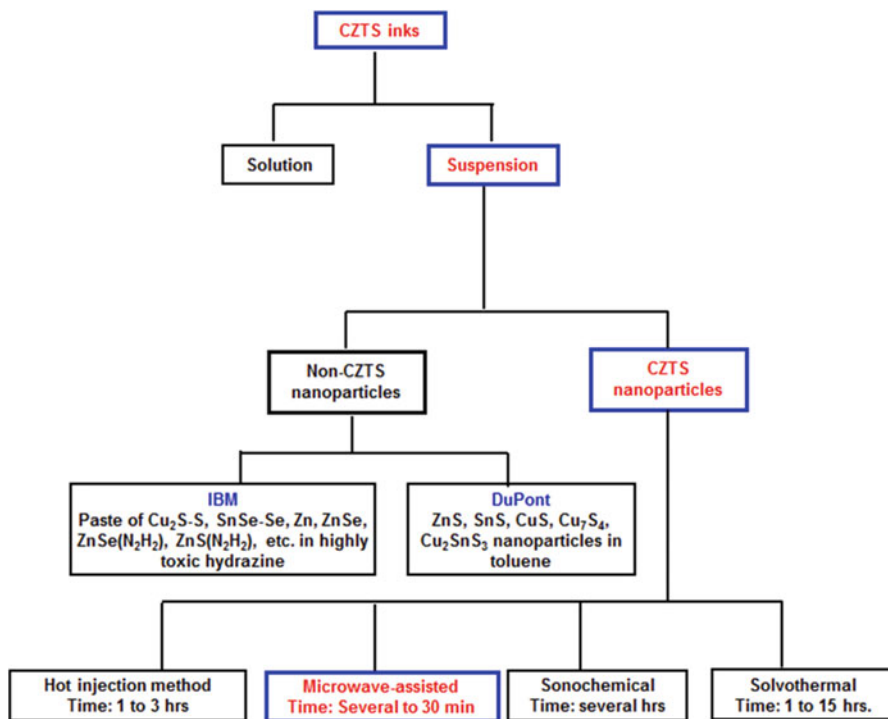 CZTS inks
Solution
Suspension
Non-CZTS
nanoparticles
CZTS
nanoparticles
IBM
Paste of Cu₂S-S, SnSe-Se, Zn, ZnSe,
ZnSe(N₂H₂), ZnS(N₂H₂), etc. in highly
toxic hydrazine
DuPont
ZnS, SnS, CuS, Cu₇S₄,
Cu₂SnS₃ nanoparticles in
toluene
Hot injection method
Time: 1 to 3 hrs
Microwave-assisted
Time: Several to 30 min
Sonochemical
Time: several hrs
Solvothermal
Time: 1 to 15 hrs.